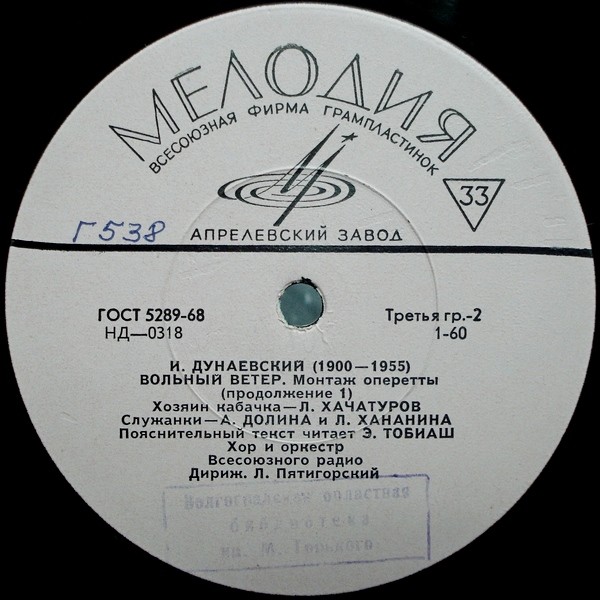 МЕЛОДИЯ
ВСЕСОЮЗНАЯ ФИРМА ГРАМПЛАСТИНОК
33
АПРЕЛЕВСКИЙ ЗАВОД
Г538
ГОСТ 5289-68
НД—0318
Третья гр.-2
1-60
И. ДУНАЕВСКИЙ (1900—1955)
ВОЛЬНЫЙ ВЕТЕР. Монтаж оперетты
(продолжение 1)
Хозяин кабачка—Л. ХАЧАТУРОВ
Служанки—А. ДОЛИНА и Л. ХАНАНИНА
Пояснительный текст читает Э. ТОБИАШ
Хор и оркестр
Всесоюзного радио
Дириж. Л. Пятигорский
Волгоградская областная
библиотека
им. М. Горького